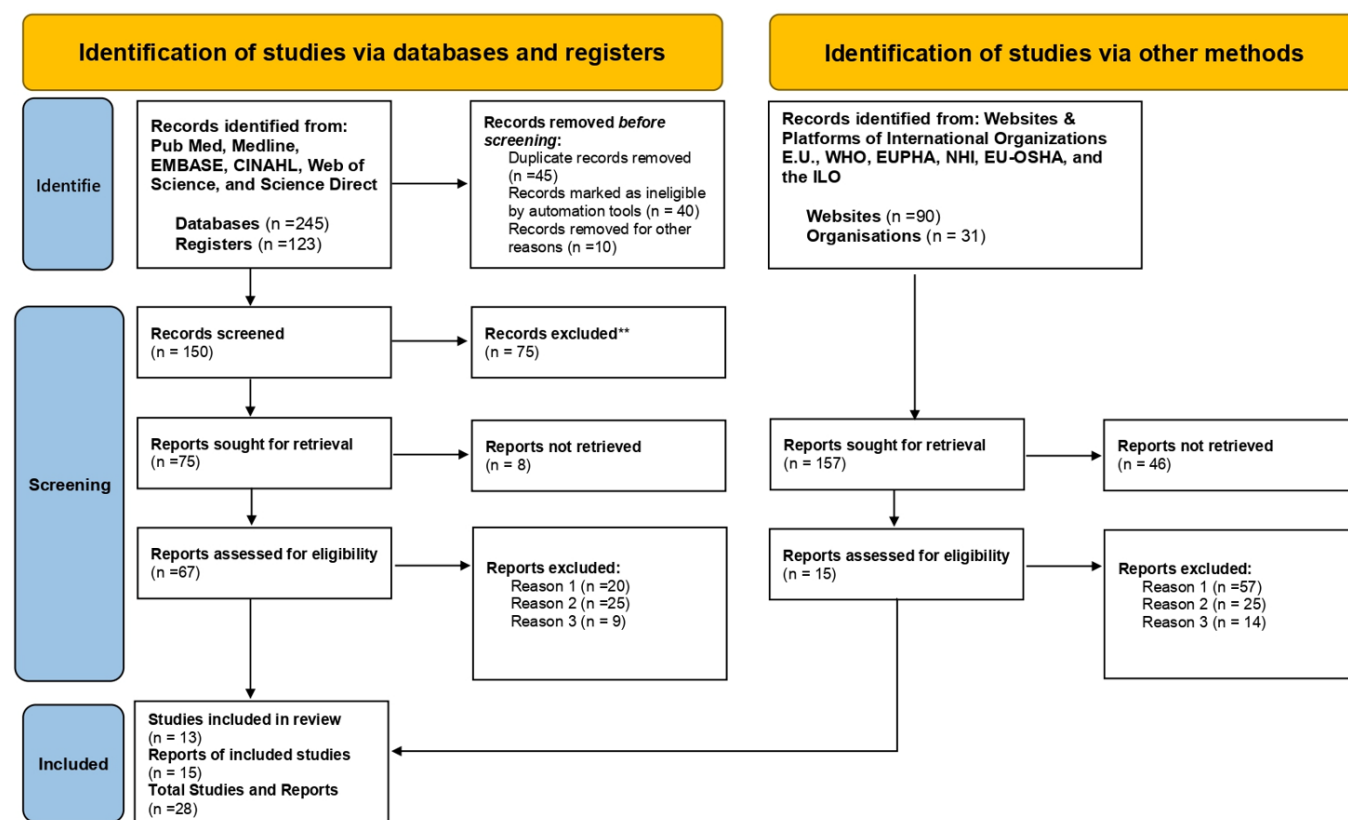 Identification of studies via databases and registers
Identification of studies via other methods
Identifie
Records identified from:
Pub Med, Medline,
EMBASE, CINAHL, Web of
Science, and Science Direct
Databases (n =245)
Registers (n =123)
Records removed before
screening:
Duplicate records removed
(n =45)
Records marked as ineligible
by automation tools (n = 40)
Records removed for other
reasons (n =10)
Records identified from: Websites &
Platforms of International Organizations
E.U., WHO, EUPHA, NHI, EU-OSHA, and
the ILO
Websites (n =90)
Organisations (n = 31)
Screening
Records screened
(n = 150)
Records excluded**
(n = 75)
Reports sought for retrieval
(n =75)
Reports not retrieved
(n = 8)
Reports sought for retrieval
(n = 157)
Reports not retrieved
(n = 46)
Reports assessed for eligibility
(n =67)
Reports excluded:
Reason 1 (n =20)
Reason 2 (n =25)
Reason 3 (n = 9)
Reports assessed for eligibility
(n = 15)
Reports excluded:
Reason 1 (n =57)
Reason 2 (n = 25)
Reason 3 (n = 14)
Included
Studies included in review
(n = 13)
Reports of included studies
(n = 15)
Total Studies and Reports
(n =28)